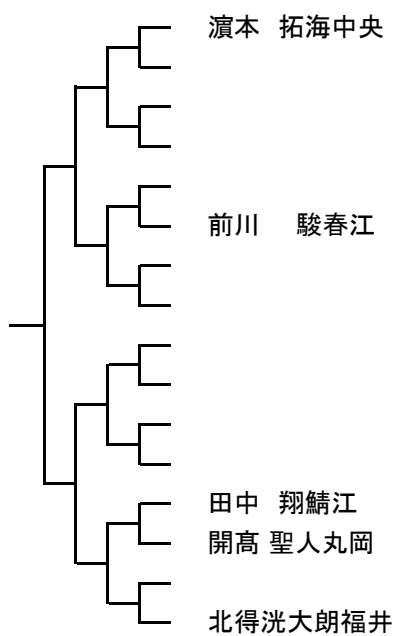 濵本 拓海中央
前川 駿春江
田中 翔鯖江
開髙 聖人丸岡
北得洸大朗福井